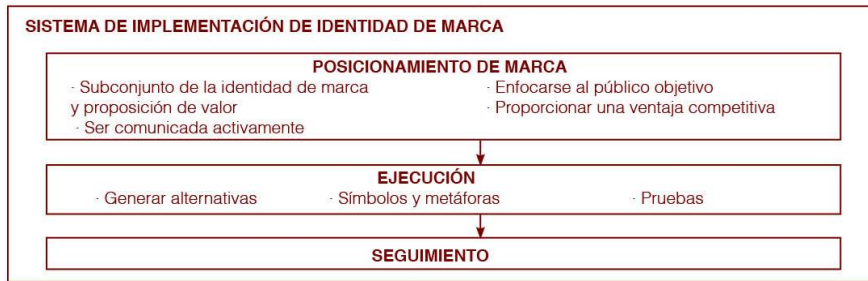 SISTEMA DE IMPLEMENTACIÓN DE IDENTIDAD DE MARCA
POSICIONAMIENTO DE MARCA
· Subconjunto de la identidad de marca
y proposición de valor
· Ser comunicada activamente
· Enfocarse al público objetivo
· Proporcionar una ventaja competitiva
EJECUCIÓN
· Generar alternativas
· Símbolos y metáforas
· Pruebas
SEGUIMIENTO